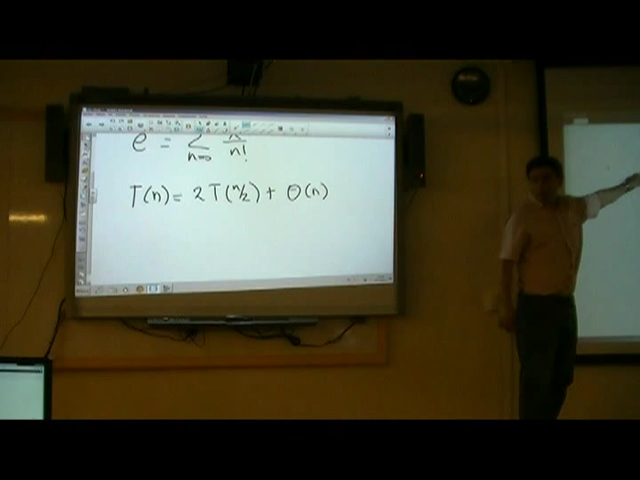 e = Σ n=0 n!
T(n) = 2T(n/2) + Θ(n)